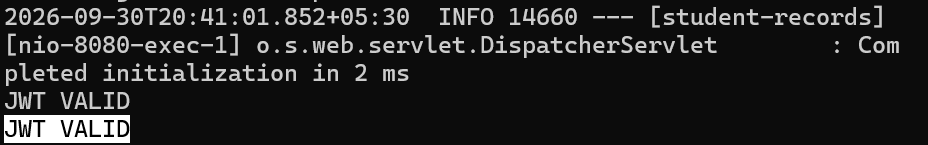 2026-09-30T20:41:01.852+05:30  INFO 14660 --- [student-records]
[nio-8080-exec-1] o.s.web.servlet.DispatcherServlet        : Com
pleted initialization in 2 ms
JWT VALID
JWT VALID